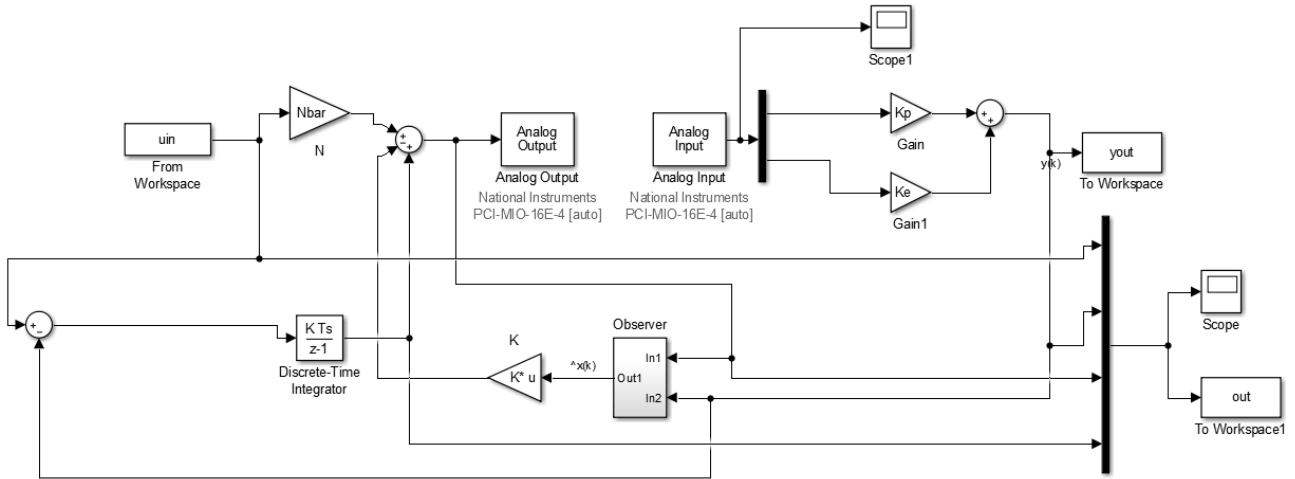 Scope1
Nbar
N
uin
From
Workspace
+
-
+
Analog
Output
Analog Output
National Instruments
PCI-MIO-16E-4 [auto]
Analog
Input
Analog Input
National Instruments
PCI-MIO-16E-4 [auto]
Kp
Gain
+
+
Ke
Gain1
y(k)
yout
To Workspace
+
-
K Ts
z-1
Discrete-Time
Integrator
K
K* u
^x(k)
Observer
In1
Out1
In2
Scope
out
To Workspace1